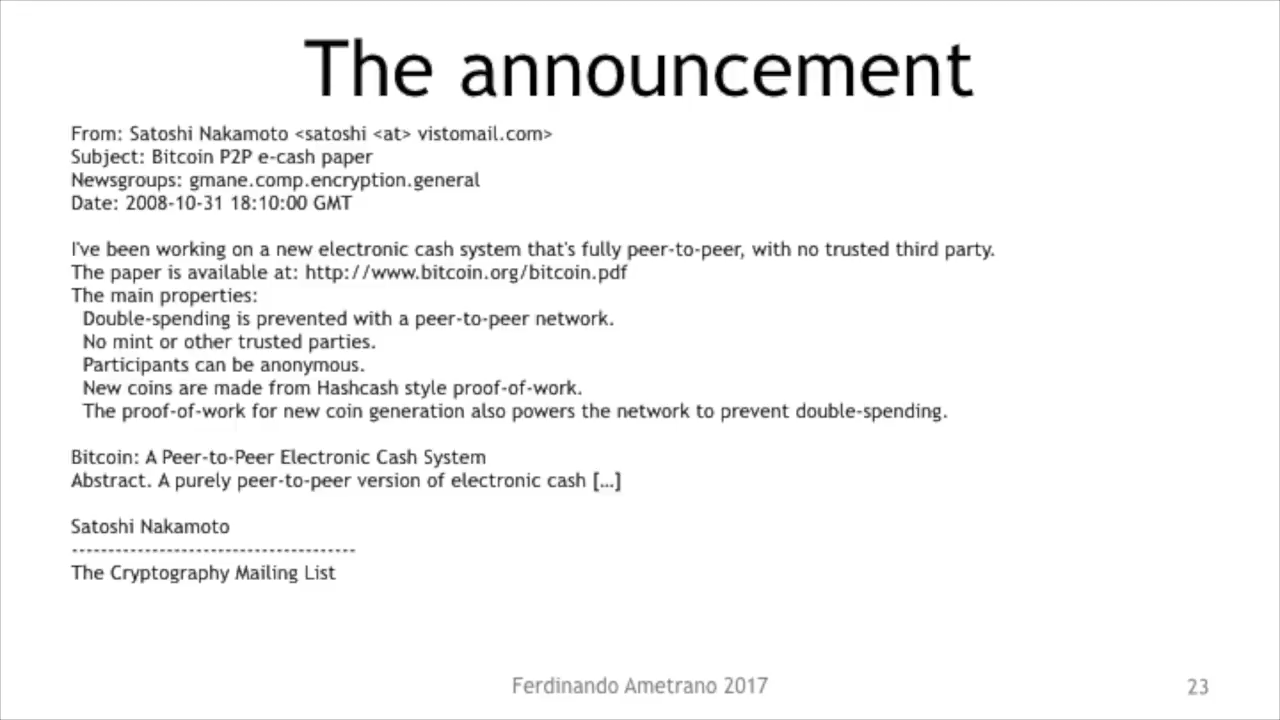 The announcement
From: Satoshi Nakamoto <satoshi <at> vistomail.com>
Subject: Bitcoin P2P e-cash paper
Newsgroups: gmane.comp.encryption.general
Date: 2008-10-31 18:10:00 GMT
I've been working on a new electronic cash system that's fully peer-to-peer, with no trusted third party.
The paper is available at: http://www.bitcoin.org/bitcoin.pdf
The main properties:
Double-spending is prevented with a peer-to-peer network.
No mint or other trusted parties.
Participants can be anonymous.
New coins are made from Hashcash style proof-of-work.
The proof-of-work for new coin generation also powers the network to prevent double-spending.
Bitcoin: A Peer-to-Peer Electronic Cash System
Abstract. A purely peer-to-peer version of electronic cash […]
Satoshi Nakamoto
---------------------------------------
The Cryptography Mailing List
Ferdinando Ametrano 2017
23